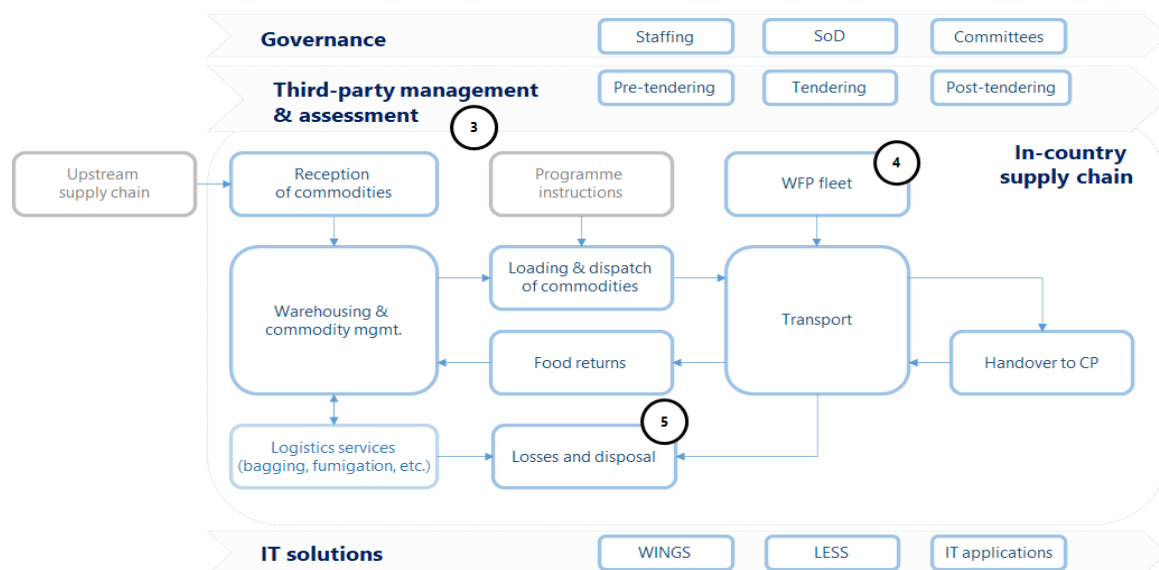 Governance
Staffing
SoD
Committees
Third-party management
& assessment
Pre-tendering
Tendering
Post-tendering
3
4
In-country
supply chain
Upstream
supply chain
Reception
of commodities
Programme
instructions
WFP fleet
Warehousing &
commodity mgmt.
Loading & dispatch
of commodities
Transport
Food returns
Handover to CP
5
Logistics services
(bagging, fumigation, etc.)
Losses and disposal
IT solutions
WINGS
LESS
IT applications